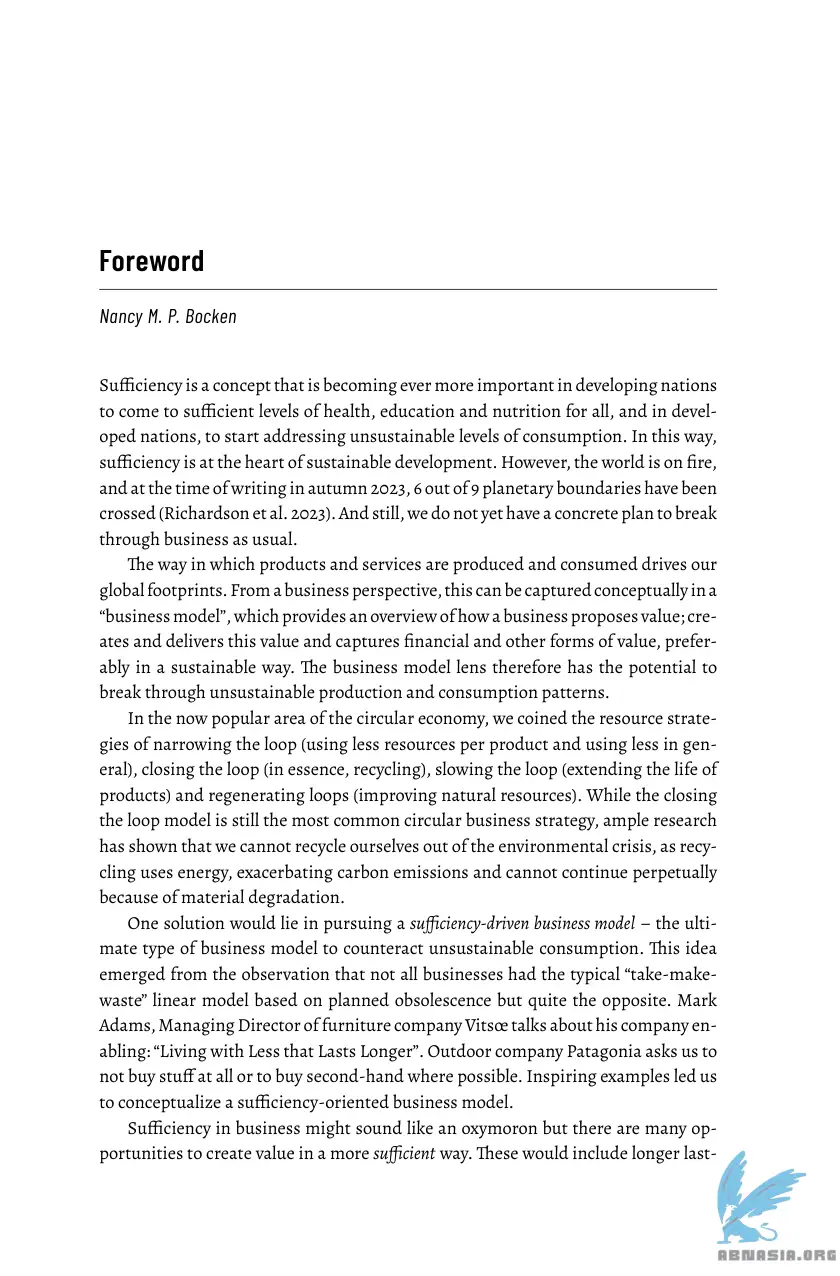 Foreword
Nancy M. P. Bocken
Sufficiency is a concept that is becoming ever more important in developing nations
to come to sufficient levels of health, education and nutrition for all, and in devel-
oped nations, to start addressing unsustainable levels of consumption. In this way,
sufficiency is at the heart of sustainable development. However, the world is on fire,
and at the time of writing in autumn 2023, 6 out of 9 planetary boundaries have been
crossed (Richardson et al. 2023). And still, we do not yet have a concrete plan to break
through business as usual.
The way in which products and services are produced and consumed drives our
global footprints. From a business perspective, this can be captured conceptually in a
“business model”, which provides an overview of how a business proposes value; cre-
ates and delivers this value and captures financial and other forms of value, prefer-
ably in a sustainable way. The business model lens therefore has the potential to
break through unsustainable production and consumption patterns.
In the now popular area of the circular economy, we coined the resource strate-
gies of narrowing the loop (using less resources per product and using less in gen-
eral), closing the loop (in essence, recycling), slowing the loop (extending the life of
products) and regenerating loops (improving natural resources). While the closing
the loop model is still the most common circular business strategy, ample research
has shown that we cannot recycle ourselves out of the environmental crisis, as recy-
cling uses energy, exacerbating carbon emissions and cannot continue perpetually
because of material degradation.
One solution would lie in pursuing a sufficiency-driven business model – the ulti-
mate type of business model to counteract unsustainable consumption. This idea
emerged from the observation that not all businesses had the typical “take-make-
waste” linear model based on planned obsolescence but quite the opposite. Mark
Adams, Managing Director of furniture company Vitsœ talks about his company en-
abling: “Living with Less that Lasts Longer”. Outdoor company Patagonia asks us to
not buy stuff at all or to buy second-hand where possible. Inspiring examples led us
to conceptualize a sufficiency-oriented business model.
Sufficiency in business might sound like an oxymoron but there are many op-
portunities to create value in a more sufficient way. These would include longer last-
ABNASIA.ORG